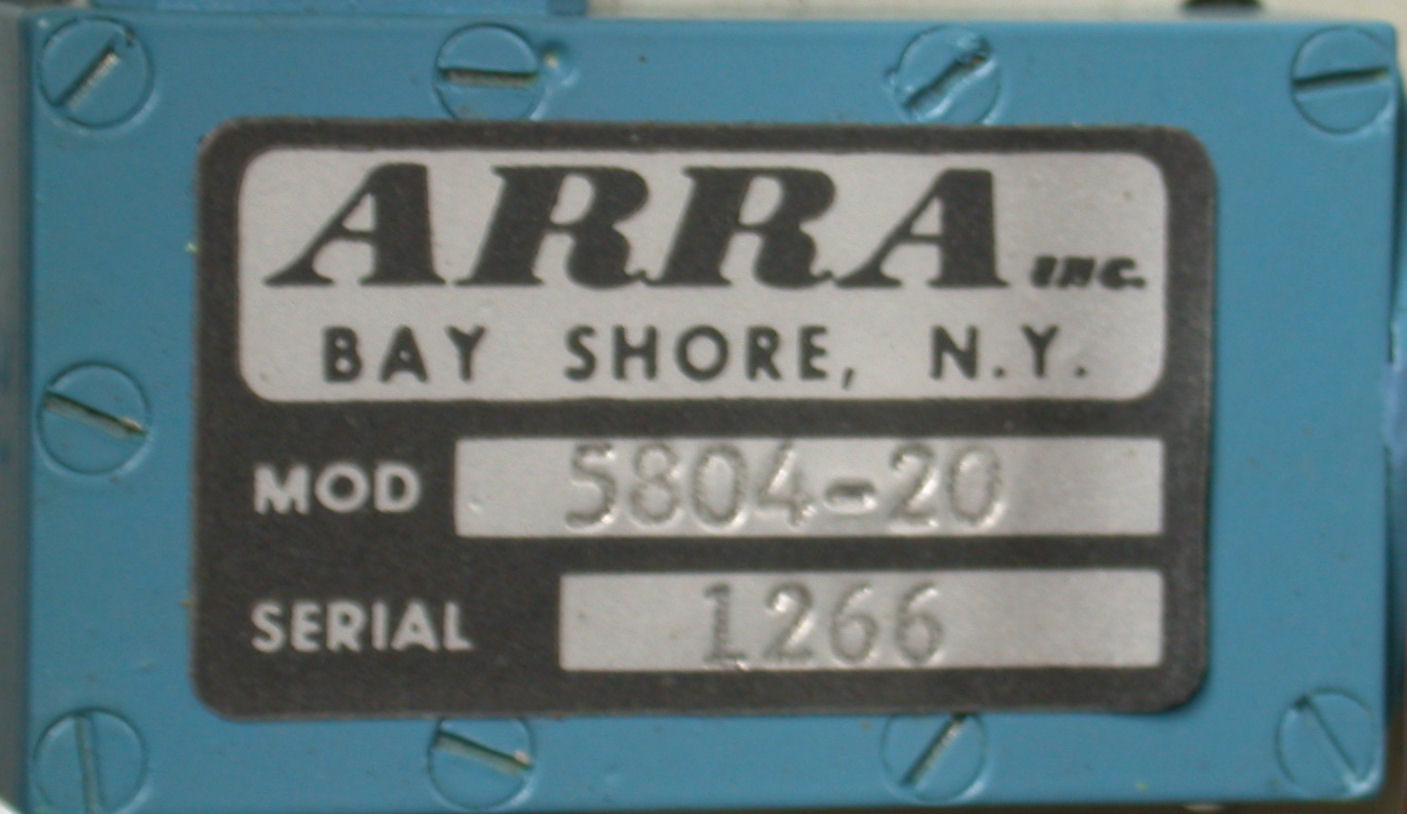 ARRA INC.
BAY SHORE, N.Y.
MOD 5804-20
SERIAL 1266